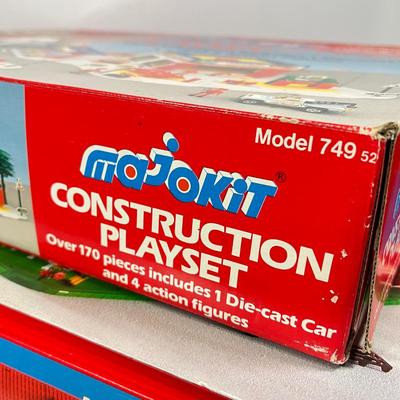 Model 749 52
majoKit ®
CONSTRUCTION
PLAYSET
Over 170 pieces includes 1 Die-cast Car
and 4 action figures